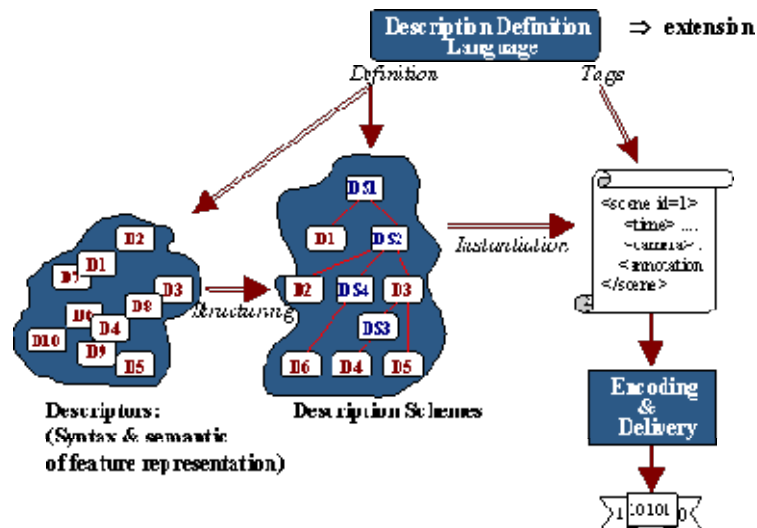 Description Definition
Language
⇒ extension
Definition
Tags
DS1
D1
DS2
D2
DS4
D3
DS3
D6
D4
D5
D2
D1
D7
D3
D8
D4
D10
D9
D5
Structuring
Instantiation
<scene id=1>
<time> ....
<camera> .
<annotation
</scene>
Descriptors:
(Syntax & semantic
of feature representation)
Description Schemes
Encoding
&
Delivery
1 10101 0